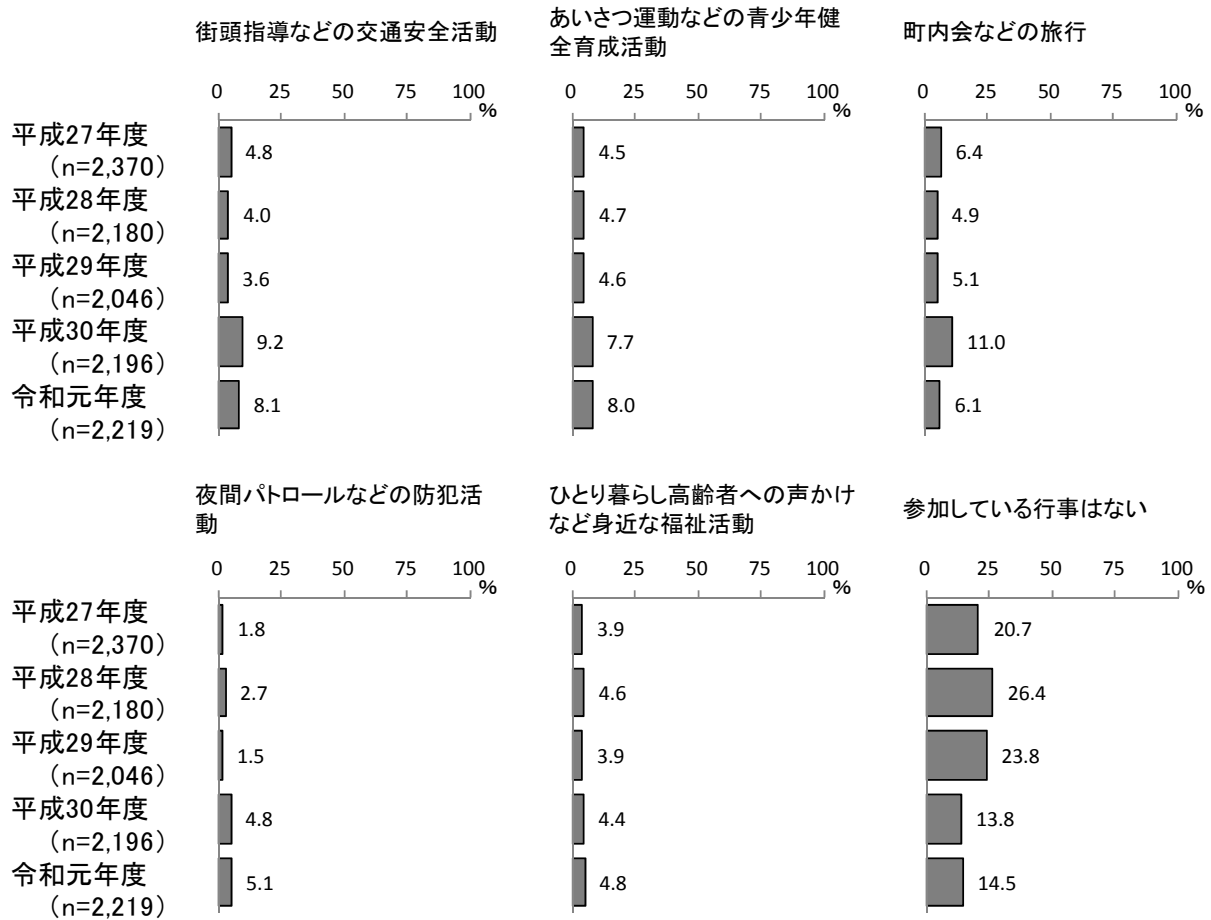 街頭指導などの交通安全活動
あいさつ運動などの青少年健
全育成活動
町内会などの旅行
0 25 50 75 100
%
0 25 50 75 100
%
0 25 50 75 100
%
平成27年度
(n=2,370)
4.8
4.5
6.4
平成28年度
(n=2,180)
4.0
4.7
4.9
平成29年度
(n=2,046)
3.6
4.6
5.1
平成30年度
(n=2,196)
9.2
7.7
11.0
令和元年度
(n=2,219)
8.1
8.0
6.1
夜間パトロールなどの防犯活
動
ひとり暮らし高齢者への声かけ
など身近な福祉活動
参加している行事はない
0 25 50 75 100
%
0 25 50 75 100
%
0 25 50 75 100
%
平成27年度
(n=2,370)
1.8
3.9
20.7
平成28年度
(n=2,180)
2.7
4.6
26.4
平成29年度
(n=2,046)
1.5
3.9
23.8
平成30年度
(n=2,196)
4.8
4.4
13.8
令和元年度
(n=2,219)
5.1
4.8
14.5